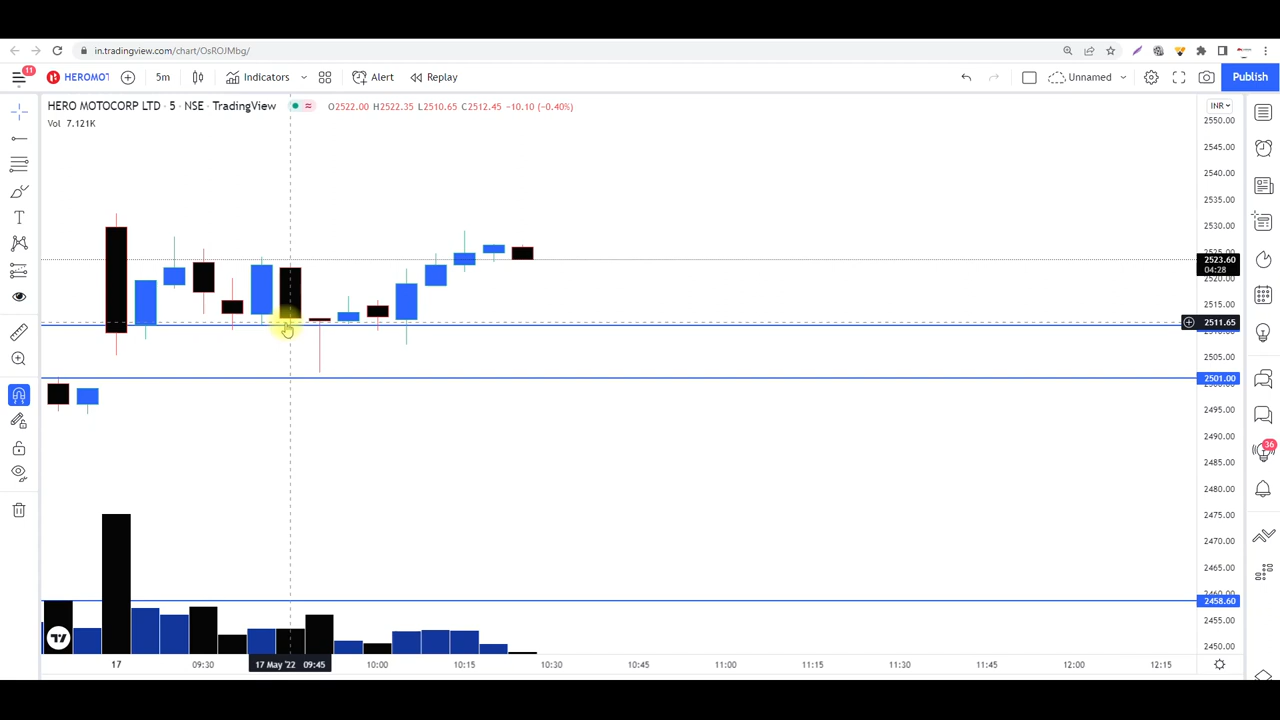 in.tradingview.com/chart/OsROJMbg/
11
HEROMOT
5m
Indicators
Alert
Replay
Unnamed
Publish
HERO MOTOCORP LTD · 5 · NSE · TradingView
O2522.00 H2522.35 L2510.65 C2512.45 −10.10 (−0.40%)
INR
Vol 7.121K
2550.00
2545.00
2540.00
2535.00
2530.00
2523.60
04:28
2520.00
2515.00
2511.65
2505.00
2501.00
2495.00
2490.00
2485.00
2480.00
2475.00
2470.00
2465.00
2458.60
2450.00
36
17
09:30
17 May '22 09:45
10:00
10:15
10:30
10:45
11:00
11:15
11:30
11:45
12:00
12:15